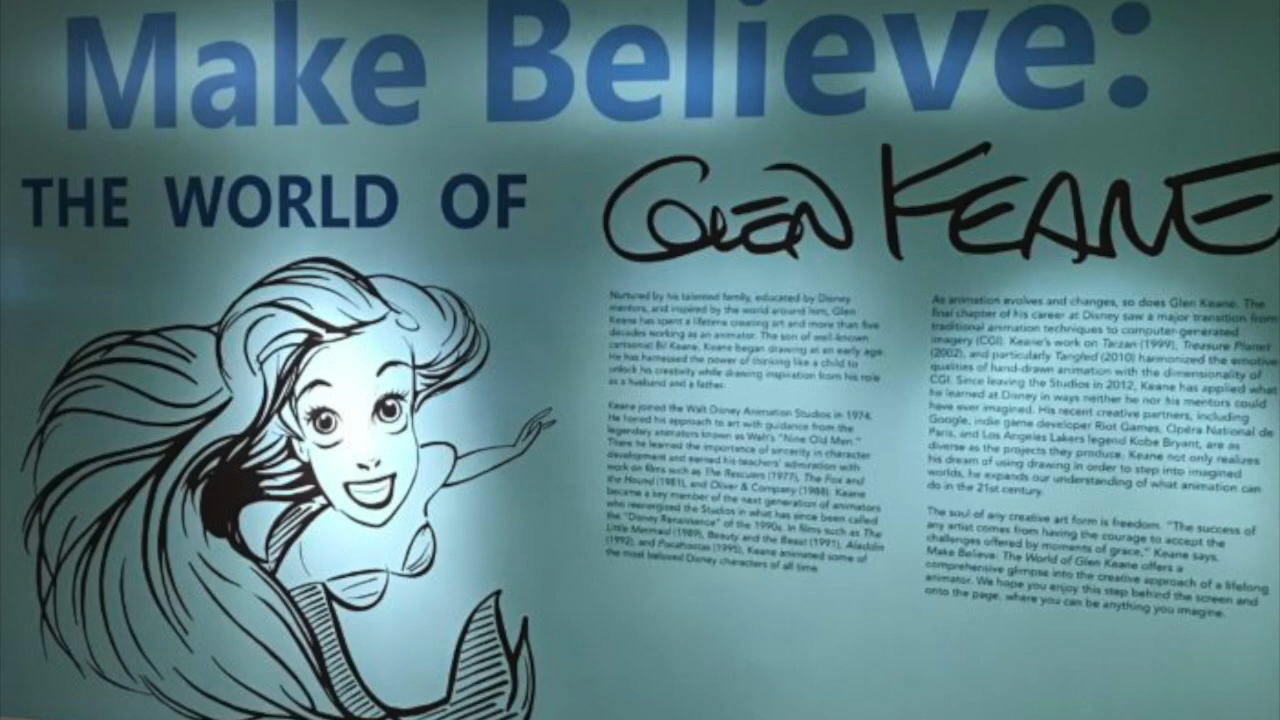 Make Believe:
THE WORLD OF GLEN KEANE
Nurtured by his talented family, educated by Disney
mentors, and inspired by the world around him, Glen
Keane has spent a lifetime creating art and more than five
decades working as an animator. The son of well-known
cartoonist Bil Keane, Keane began drawing at an early age.
He has harnessed the power of thinking like a child to
unlock his creativity while drawing inspiration from his role
as a husband and a father.
Keane joined the Walt Disney Animation Studios in 1974.
He honed his approach to art with guidance from the
legendary animators known as Walt's "Nine Old Men."
There he learned the importance of sincerity in character
development and earned his teachers' admiration with
work on films such as The Rescuers (1977), The Fox and
the Hound (1981), and Oliver & Company (1988). Keane
became a key member of the next generation of animators
who reenergized the Studios in what has since been called
the "Disney Renaissance" of the 1990s. In films such as The
Little Mermaid (1989), Beauty and the Beast (1991), Aladdin
(1992), and Pocahontas (1995), Keane animated some of
the most beloved Disney characters of all time.
As animation evolves and changes, so does Glen Keane. The
final chapter of his career at Disney saw a major transition from
traditional animation techniques to computer-generated
imagery (CGI). Keane's work on Tarzan (1999), Treasure Planet
(2002), and particularly Tangled (2010) harmonized the emotive
qualities of hand-drawn animation with the dimensionality of
CGI. Since leaving the Studios in 2012, Keane has applied what
he learned at Disney in ways neither he nor his mentors could
have ever imagined. His recent creative partners, including
Google, indie game developer Riot Games, Opéra National de
Paris, and Los Angeles Lakers legend Kobe Bryant, are as
diverse as the projects they produce. Keane not only realizes
his dream of using drawing in order to step into imagined
worlds, he expands our understanding of what animation can
do in the 21st century.
The soul of any creative art form is freedom. "The success of
any artist comes from having the courage to accept the
challenges offered by moments of grace," Keane says.
Make Believe: The World of Glen Keane offers a
comprehensive glimpse into the creative approach of a lifelong
animator. We hope you enjoy this step behind the screen and
onto the page, where you can be anything you imagine.